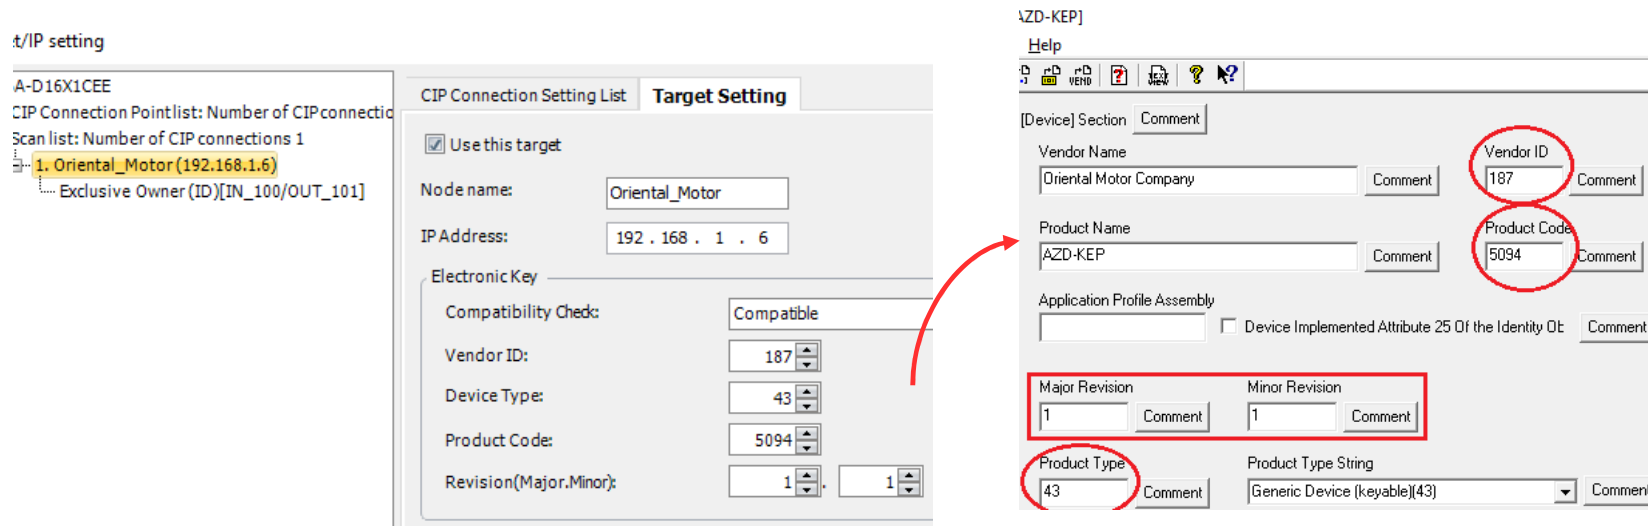 t/IP setting
A-D16X1CEE
CIP Connection Point list: Number of CIP connectio
Scan list: Number of CIP connections 1
1. Oriental_Motor (192.168.1.6)
Exclusive Owner (ID)[IN_100/OUT_101]
CIP Connection Setting List
Target Setting
Use this target
Node name:
Oriental_Motor
IP Address:
192 . 168 . 1 . 6
Electronic Key
Compatibility Check:
Compatible
Vendor ID:
187
Device Type:
43
Product Code:
5094
Revision(Major.Minor):
1 . 1
AZD-KEP]
Help
VEND
TEXT
[Device] Section
Comment
Vendor Name
Vendor ID
Oriental Motor Company
Comment
187
Comment
Product Name
Product Code
AZD-KEP
Comment
5094
Comment
Application Profile Assembly
Device Implemented Attribute 25 Of the Identity Ob
Comment
Major Revision
Minor Revision
1
Comment
1
Comment
Product Type
Product Type String
43
Comment
Generic Device (keyable)(43)
Commen